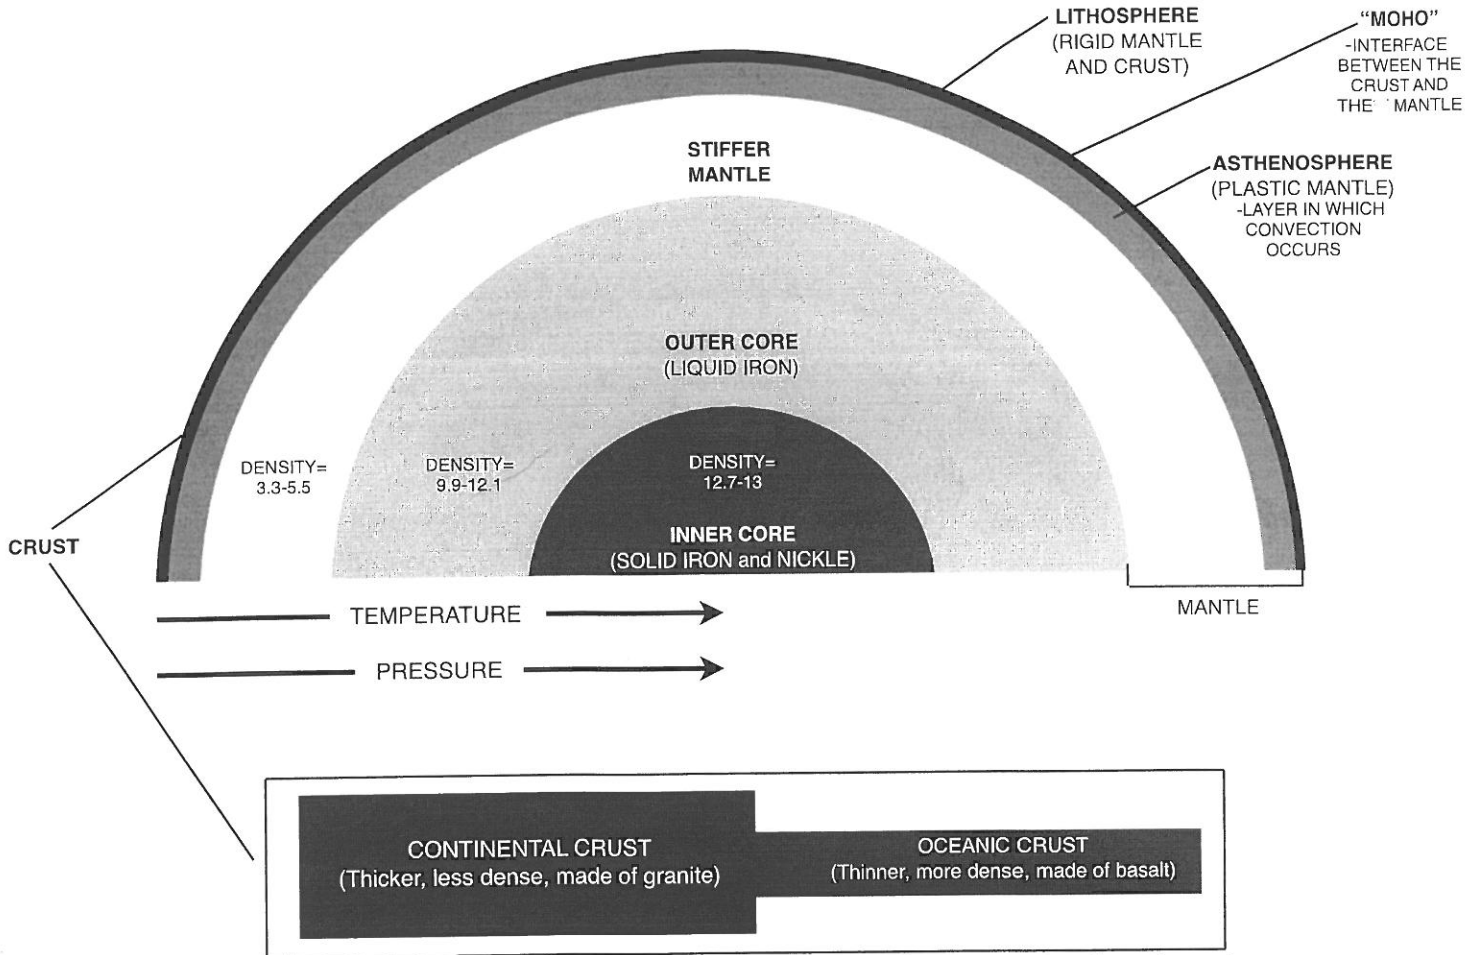 LITHOSPHERE
(RIGID MANTLE
AND CRUST)
“MOHO”
-INTERFACE
BETWEEN THE
CRUST AND
THE MANTLE
STIFFER
MANTLE
ASTHENOSPHERE
(PLASTIC MANTLE)
-LAYER IN WHICH
CONVECTION
OCCURS
OUTER CORE
(LIQUID IRON)
DENSITY=
3.3-5.5
DENSITY=
9.9-12.1
DENSITY=
12.7-13
INNER CORE
(SOLID IRON and NICKLE)
CRUST
MANTLE
TEMPERATURE
PRESSURE
CONTINENTAL CRUST
(Thicker, less dense, made of granite)
OCEANIC CRUST
(Thinner, more dense, made of basalt)